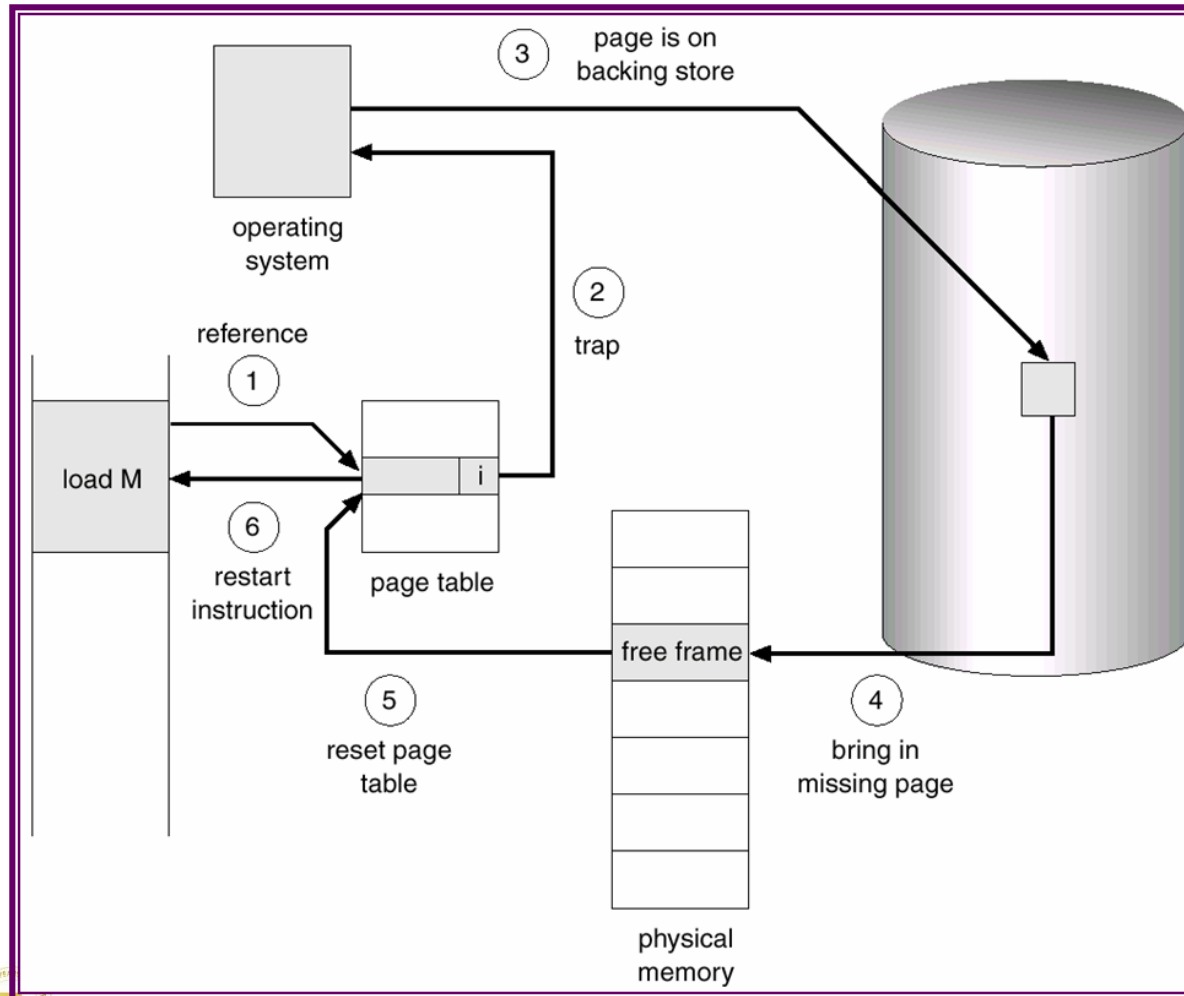 3
page is on
backing store
operating
system
2
trap
reference
1
load M
i
6
restart
instruction
page table
free frame
5
reset page
table
4
bring in
missing page
physical
memory